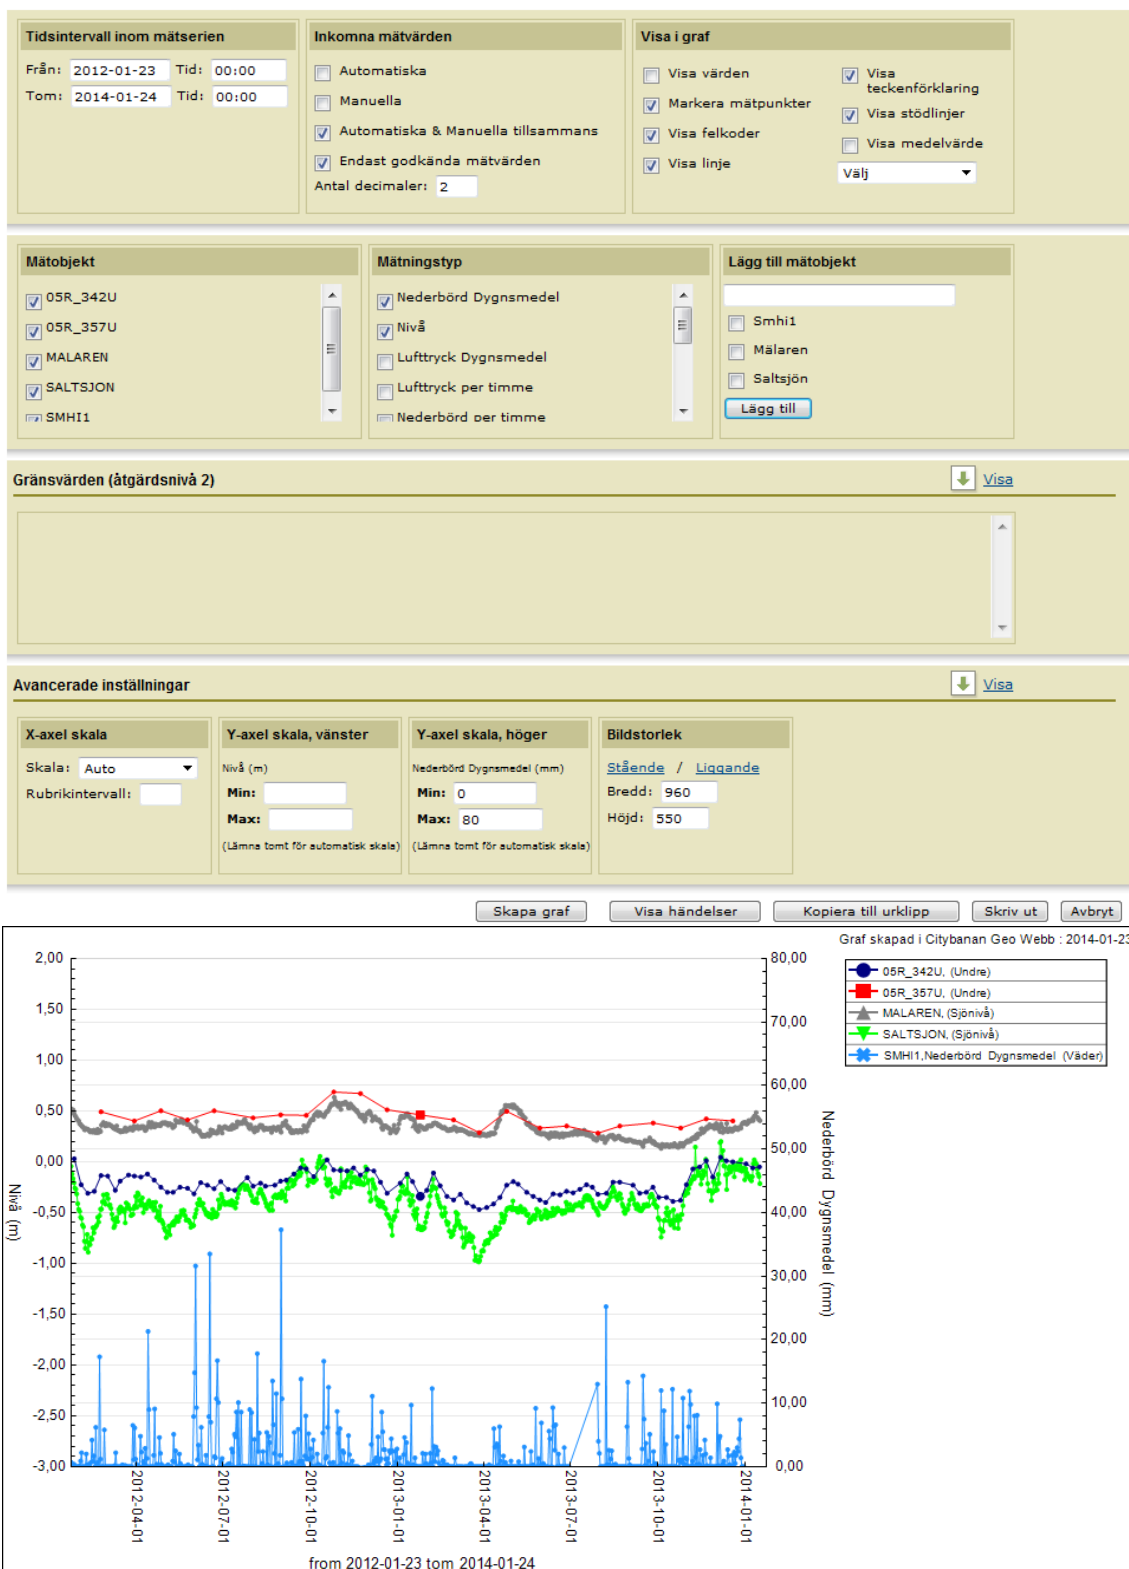 Tidsintervall inom mätserien
Från: 2012-01-23 Tid: 00:00
Tom: 2014-01-24 Tid: 00:00
Inkomna mätvärden
Automatiska
Manuella
Automatiska & Manuella tillsammans
Endast godkända mätvärden
Antal decimaler: 2
Visa i graf
Visa värden
Markera mätpunkter
Visa felkoder
Visa linje
Visa
teckenförklaring
Visa stödlinjer
Visa medelvärde
Välj
Mätobjekt
05R_342U
05R_357U
MALAREN
SALTSJON
SMHI1
Mätningstyp
Nederbörd Dygnsmedel
Nivå
Lufttryck Dygnsmedel
Lufttryck per timme
Nederbörd per timme
Lägg till mätobjekt
Smhi1
Mälaren
Saltsjön
Lägg till
Gränsvärden (åtgärdsnivå 2)
Visa
Avancerade inställningar
Visa
X-axel skala
Skala: Auto
Rubrikintervall:
Y-axel skala, vänster
Nivå (m)
Min:
Max:
(Lämna tomt för automatisk skala)
Y-axel skala, höger
Nederbörd Dygnsmedel (mm)
Min: 0
Max: 80
(Lämna tomt för automatisk skala)
Bildstorlek
Stående / Liggande
Bredd: 960
Höjd: 550
Skapa graf
Visa händelser
Kopiera till urklipp
Skriv ut
Avbryt
Graf skapad i Citybanan Geo Webb : 2014-01-23
05R_342U, (Undre)
05R_357U, (Undre)
MALAREN, (Sjönivå)
SALTSJON, (Sjönivå)
SMHI1,Nederbörd Dygnsmedel (Väder)
2,00
1,50
1,00
0,50
0,00
-0,50
-1,00
-1,50
-2,00
-2,50
-3,00
Nivå (m)
80,00
70,00
60,00
50,00
40,00
30,00
20,00
10,00
0,00
Nederbörd Dygnsmedel (mm)
2012-04-01
2012-07-01
2012-10-01
2013-01-01
2013-04-01
2013-07-01
2013-10-01
2014-01-01
from 2012-01-23 tom 2014-01-24